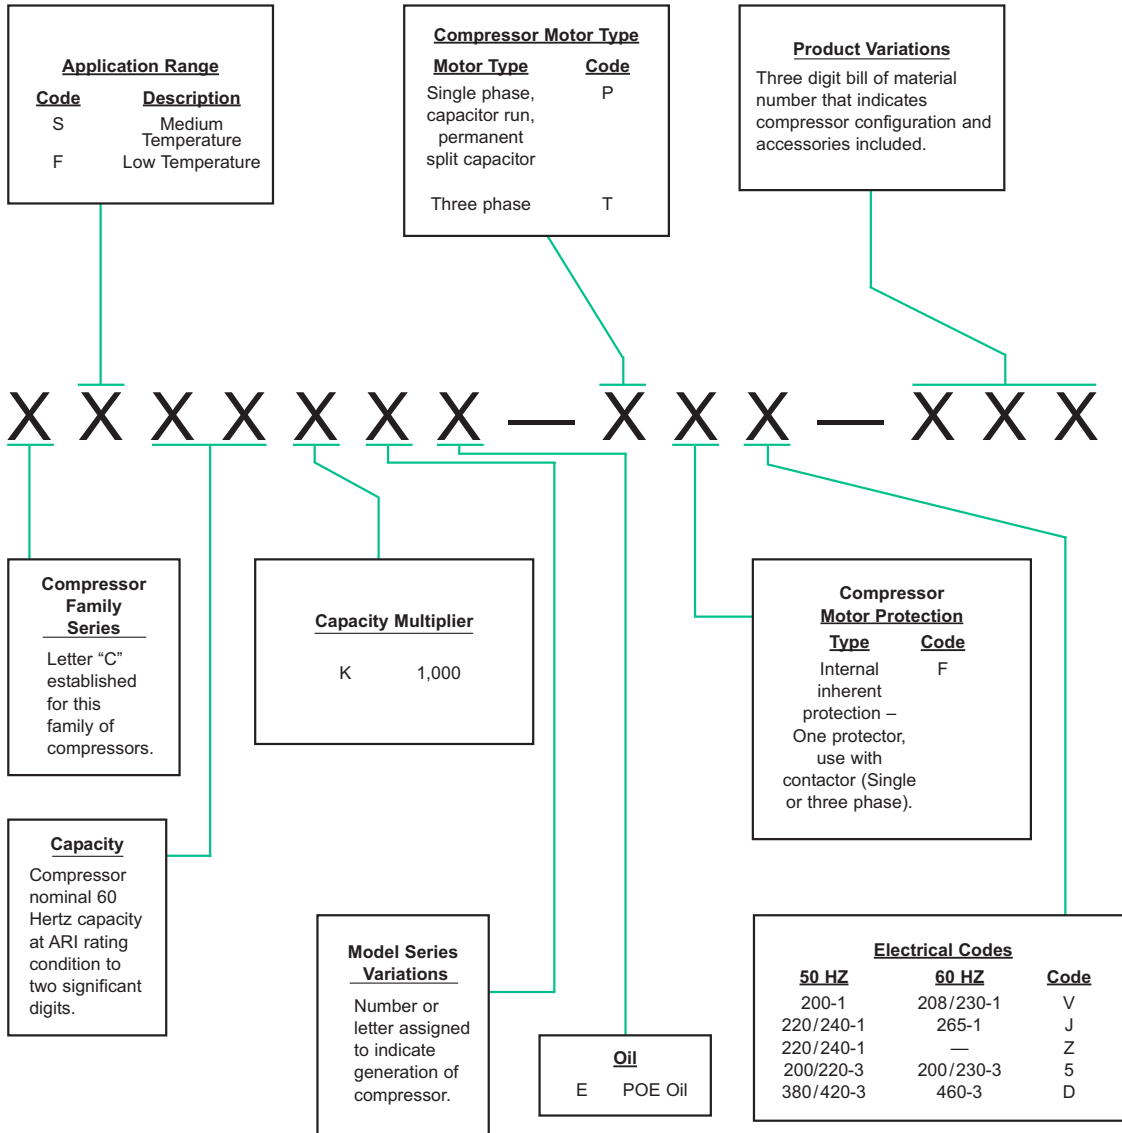 Application Range
Code Description
S Medium
Temperature
F Low Temperature
Compressor Motor Type
Motor Type Code
Single phase, P
capacitor run,
permanent
split capacitor
Three phase T
Product Variations
Three digit bill of material
number that indicates
compressor configuration and
accessories included.
X X X X X X X — X X X — X X X
Compressor
Family
Series
Letter “C”
established
for this
family of
compressors.
Capacity Multiplier
K 1,000
Compressor
Motor Protection
Type Code
Internal F
inherent
protection –
One protector,
use with
contactor (Single
or three phase).
Capacity
Compressor
nominal 60
Hertz capacity
at ARI rating
condition to
two significant
digits.
Model Series
Variations
Number or
letter assigned
to indicate
generation of
compressor.
Oil
E POE Oil
Electrical Codes
50 HZ 60 HZ Code
200-1 208/230-1 V
220/240-1 265-1 J
220/240-1 — Z
200/220-3 200/230-3 5
380/420-3 460-3 D